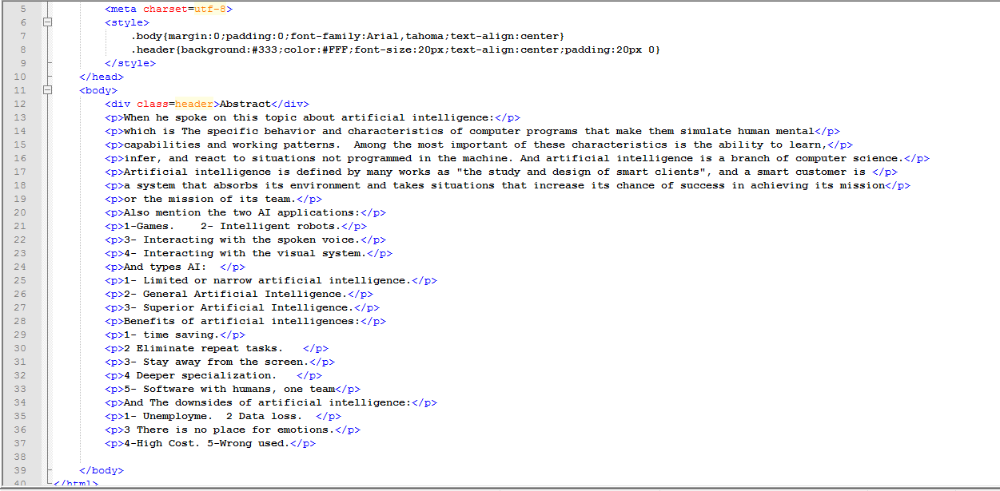 5 <meta charset=utf-8>
6 <style>
7 .body{margin:0;padding:0;font-family:Arial,tahoma;text-align:center}
8 .header{background:#333;color:#FFF;font-size:20px;text-align:center;padding:20px 0}
9 </style>
10 </head>
11 <body>
12 <div class=header>Abstract</div>
13 <p>When he spoke on this topic about artificial intelligence:</p>
14 <p>which is The specific behavior and characteristics of computer programs that make them simulate human mental</p>
15 <p>capabilities and working patterns.  Among the most important of these characteristics is the ability to learn,</p>
16 <p>infer, and react to situations not programmed in the machine. And artificial intelligence is a branch of computer science.</p>
17 <p>Artificial intelligence is defined by many works as "the study and design of smart clients", and a smart customer is </p>
18 <p>a system that absorbs its environment and takes situations that increase its chance of success in achieving its mission</p>
19 <p>or the mission of its team.</p>
20 <p>Also mention the two AI applications:</p>
21 <p>1-Games.    2- Intelligent robots.</p>
22 <p>3- Interacting with the spoken voice.</p>
23 <p>4- Interacting with the visual system.</p>
24 <p>And types AI:  </p>
25 <p>1- Limited or narrow artificial intelligence.</p>
26 <p>2- General Artificial Intelligence.</p>
27 <p>3- Superior Artificial Intelligence.</p>
28 <p>Benefits of artificial intelligences:</p>
29 <p>1- time saving.</p>
30 <p>2 Eliminate repeat tasks.   </p>
31 <p>3- Stay away from the screen.</p>
32 <p>4 Deeper specialization.   </p>
33 <p>5- Software with humans, one team</p>
34 <p>And The downsides of artificial intelligence:</p>
35 <p>1- Unemployme.  2 Data loss.  </p>
36 <p>3 There is no place for emotions.</p>
37 <p>4-High Cost. 5-Wrong used.</p>
38
39 </body>
40 </html>